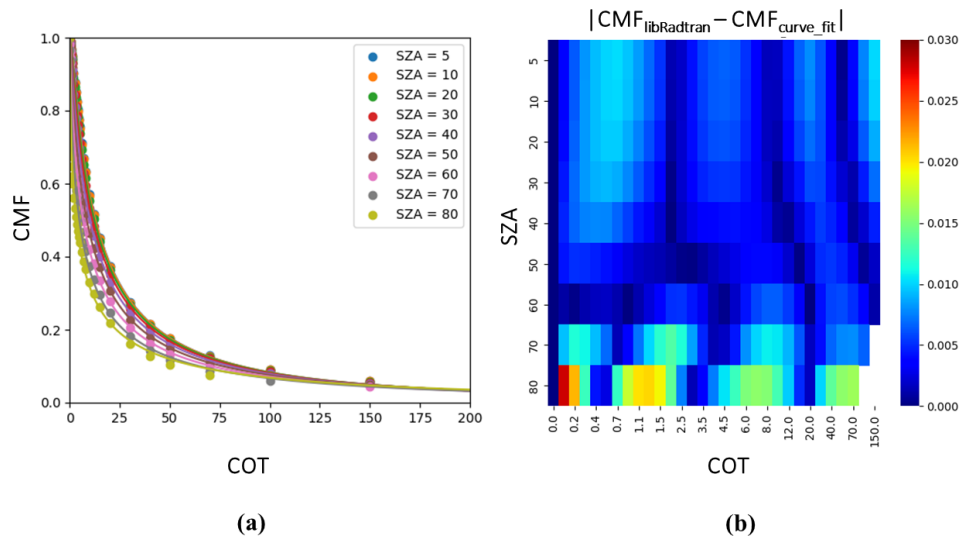 |CMF_libRadtran – CMF_curve_fit|
1.0
0.8
0.6
0.4
0.2
0.0
CMF
SZA = 5
SZA = 10
SZA = 20
SZA = 30
SZA = 40
SZA = 50
SZA = 60
SZA = 70
SZA = 80
0 25 50 75 100 125 150 175 200
COT
(a)
SZA
5
10
20
30
40
50
60
70
80
0.0 0.2 0.4 0.7 1.1 1.5 2.5 3.5 4.5 6.0 8.0 12.0 20.0 40.0 70.0 150.0
COT
0.030
0.025
0.020
0.015
0.010
0.005
0.000
(b)